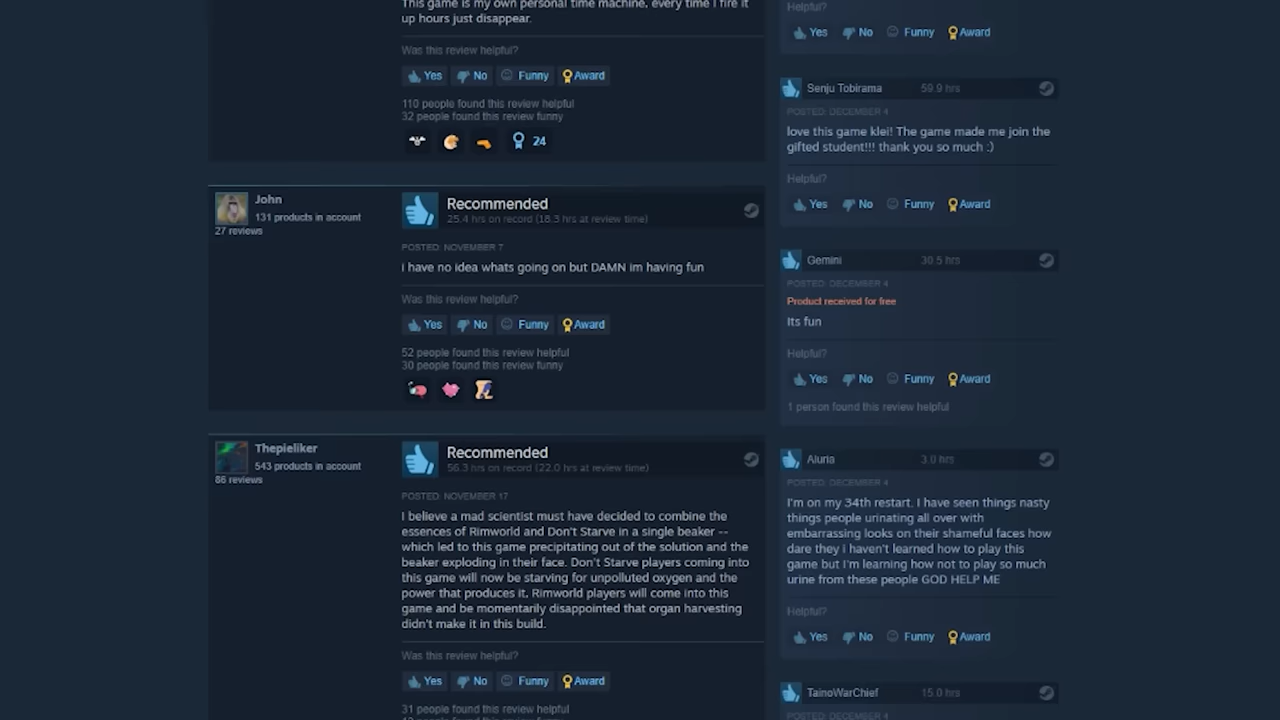 This game is my own personal time machine, every time I fire it
up hours just disappear.
Was this review helpful?
Yes No Funny Award
110 people found this review helpful
32 people found this review funny
24
John
131 products in account
27 reviews
Recommended
25.4 hrs on record (18.3 hrs at review time)
POSTED: NOVEMBER 7
i have no idea whats going on but DAMN im having fun
Was this review helpful?
Yes No Funny Award
52 people found this review helpful
30 people found this review funny
Thepieliker
543 products in account
86 reviews
Recommended
56.3 hrs on record (22.0 hrs at review time)
POSTED: NOVEMBER 17
I believe a mad scientist must have decided to combine the
essences of Rimworld and Don't Starve in a single beaker --
which led to this game precipitating out of the solution and the
beaker exploding in their face. Don't Starve players coming into
this game will now be starving for unpolluted oxygen and the
power that produces it. Rimworld players will come into this
game and be momentarily disappointed that organ harvesting
didn't make it in this build.
Was this review helpful?
Yes No Funny Award
31 people found this review helpful
Helpful?
Yes No Funny Award
Senju Tobirama 59.9 hrs
POSTED: DECEMBER 4
love this game klei! The game made me join the
gifted student!!! thank you so much :)
Helpful?
Yes No Funny Award
Gemini 30.5 hrs
POSTED: DECEMBER 4
Product received for free
Its fun
Helpful?
Yes No Funny Award
1 person found this review helpful
Aluria 3.0 hrs
POSTED: DECEMBER 4
I'm on my 34th restart. I have seen things nasty
things people urinating all over with
embarrassing looks on their shameful faces how
dare they i haven't learned how to play this
game but I'm learning how not to play so much
urine from these people GOD HELP ME
Helpful?
Yes No Funny Award
TainoWarChief 15.0 hrs
POSTED: DECEMBER 4